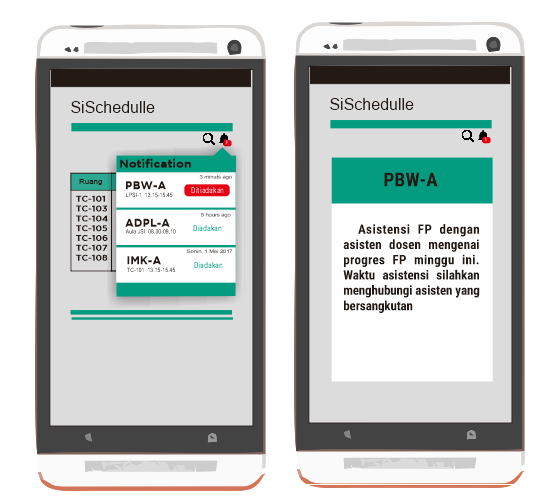 SiSchedulle
Notification
3 minuts ago
PBW-A
Ditiadakan
LPSI-1 13.15-15.45
5 hours ago
ADPL-A
Diadakan
Aula JSI 08.30-09.10
Senin, 1 Mei 2017
IMK-A
Diadakan
TC-101 13.15-15.45
Ruang
TC-101
TC-103
TC-104
TC-105
TC-106
TC-107
TC-108
SiSchedulle
PBW-A
Asistensi FP dengan
asisten dosen mengenai
progres FP minggu ini.
Waktu asistensi silahkan
menghubungi asisten yang
bersangkutan